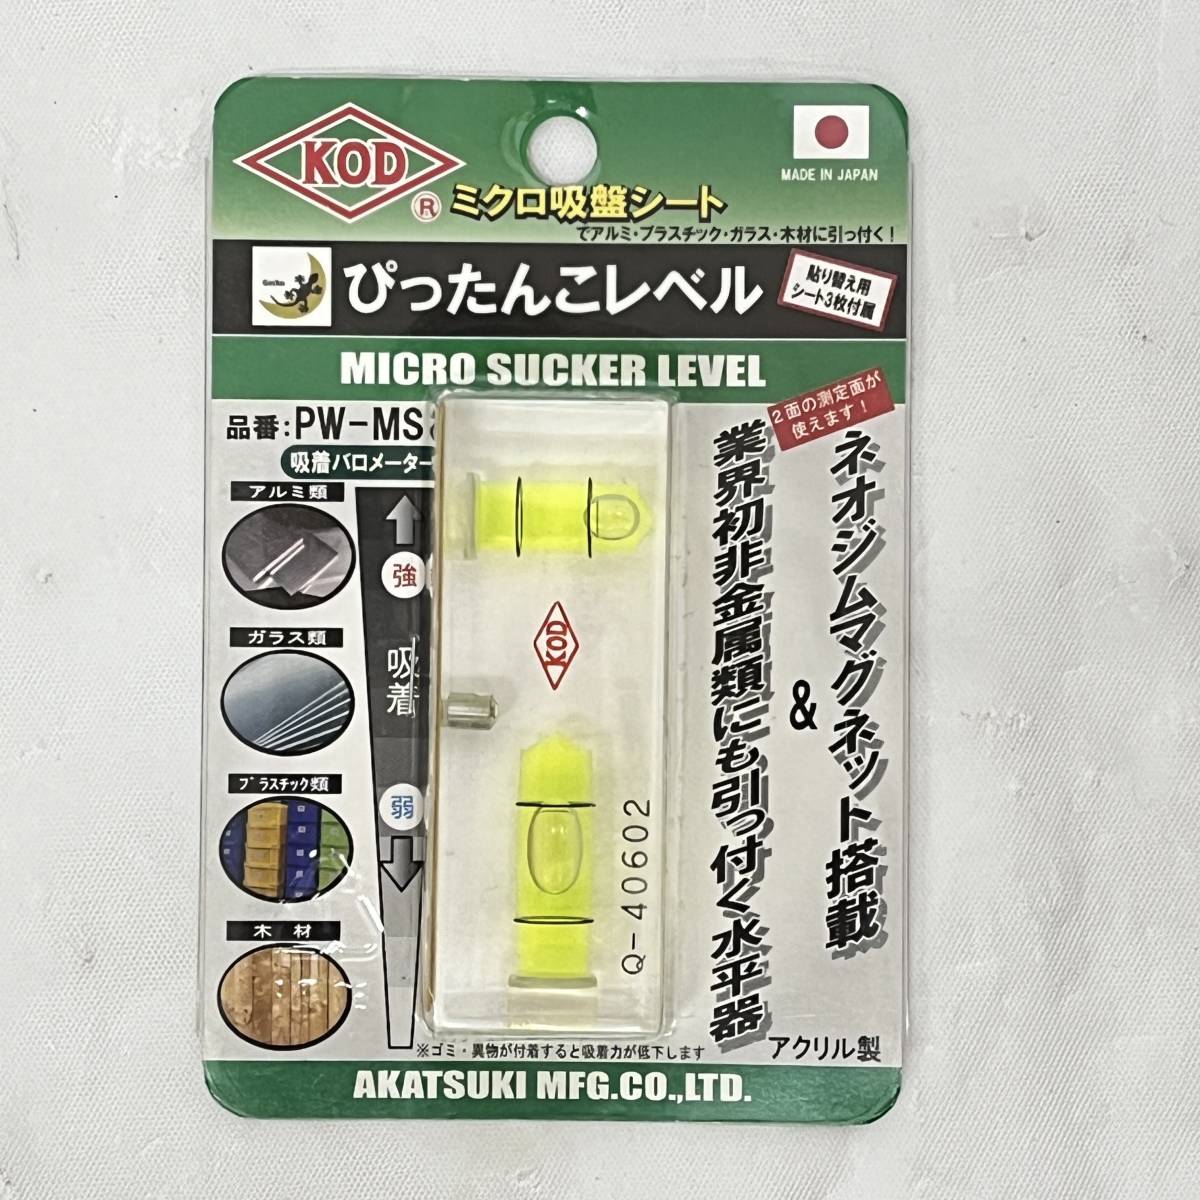 KOD
®
ミクロ吸盤シート
でアルミ・プラスチック・ガラス・木材に引っ付く!
MADE IN JAPAN
ぴったんこレベル
貼り替え用
シート3枚付属
MICRO SUCKER LEVEL
品番:PW-MS
2面の測定面が
使えます!
吸着バロメーター
アルミ類
ガラス類
プラスチック類
木材
強
吸着
弱
KOD
Q-40602
ネオジムマグネット搭載
&
業界初非金属類にも引っ付く水平器
アクリル製
※ゴミ・異物が付着すると吸着力が低下します
AKATSUKI MFG.CO.,LTD.